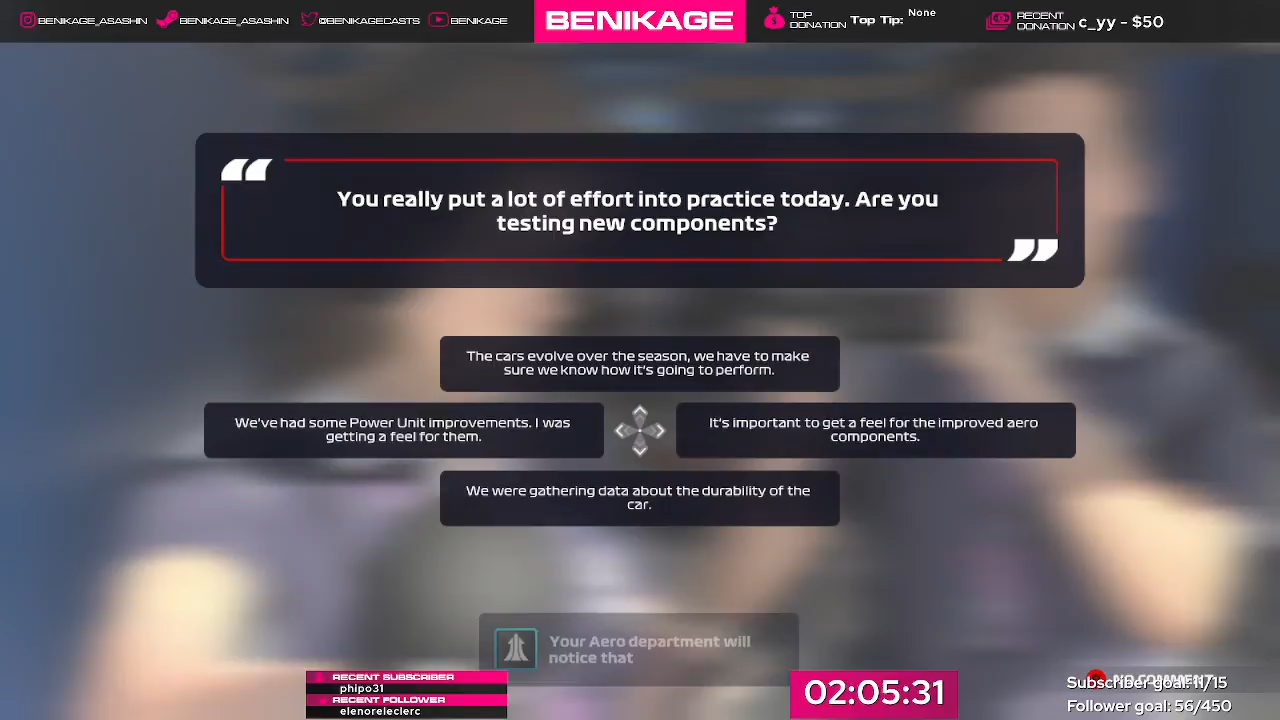 BENIKAGE_ASASHIN
BENIKAGE_ASASHIN
@BENIKAGECASTS
BENIKAGE
BENIKAGE
TOP
DONATION
Top Tip:
None
RECENT
DONATION
c_yy - $50
You really put a lot of effort into practice today. Are you
testing new components?
The cars evolve over the season, we have to make
sure we know how it's going to perform.
We've had some Power Unit improvements. I was
getting a feel for them.
It's important to get a feel for the improved aero
components.
We were gathering data about the durability of the
car.
Your Aero department will
notice that
RECENT SUBSCRIBER
phipo31
RECENT FOLLOWER
elenoreleclerc
02:05:31
NO COMMENT
Subscriber goal: 1/15
Follower goal: 56/450